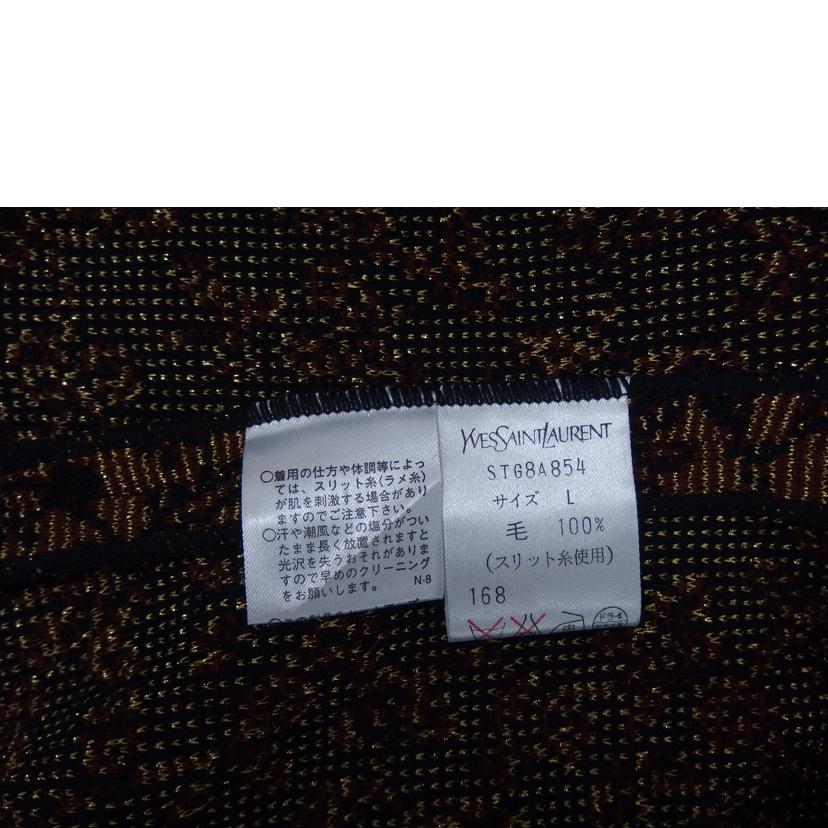 ○着用の仕方や体調等によっ
ては、スリット糸(ラメ糸)
が肌を刺激する場合があり
ますのでご注意下さい。
○汗や潮風などの塩分がつい
たまま長く放置されますと
光沢を失うおそれがありま
すので早めのクリーニング
をお願いします。
N-8
YVESSAINTLAURENT
STG8A854
サイズ L
毛 100%
(スリット糸使用)
168
中
ドライ